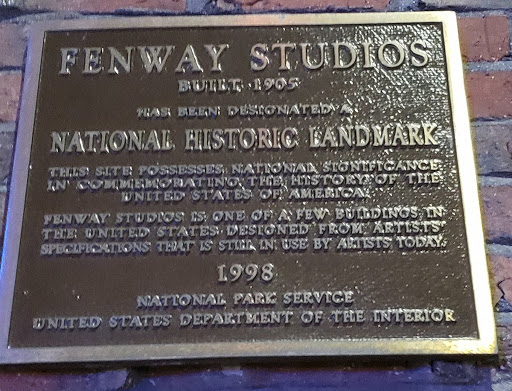 FENWAY STUDIOS
BUILT 1905
HAS BEEN DESIGNATED A
NATIONAL HISTORIC LANDMARK
THIS SITE POSSESSES NATIONAL SIGNIFICANCE
IN COMMEMORATING THE HISTORY OF THE
UNITED STATES OF AMERICA
FENWAY STUDIOS IS ONE OF A FEW BUILDINGS IN
THE UNITED STATES DESIGNED FROM ARTISTS'
SPECIFICATIONS THAT IS STILL IN USE BY ARTISTS TODAY.
1998
NATIONAL PARK SERVICE
UNITED STATES DEPARTMENT OF THE INTERIOR